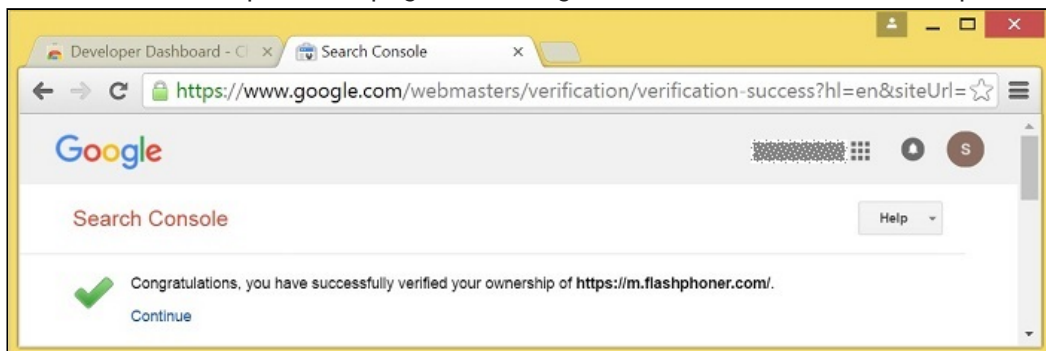 Developer Dashboard - C
Search Console
https://www.google.com/webmasters/verification/verification-success?hl=en&siteUrl=
Google
S
Search Console
Help
Congratulations, you have successfully verified your ownership of https://m.flashphoner.com/.
Continue